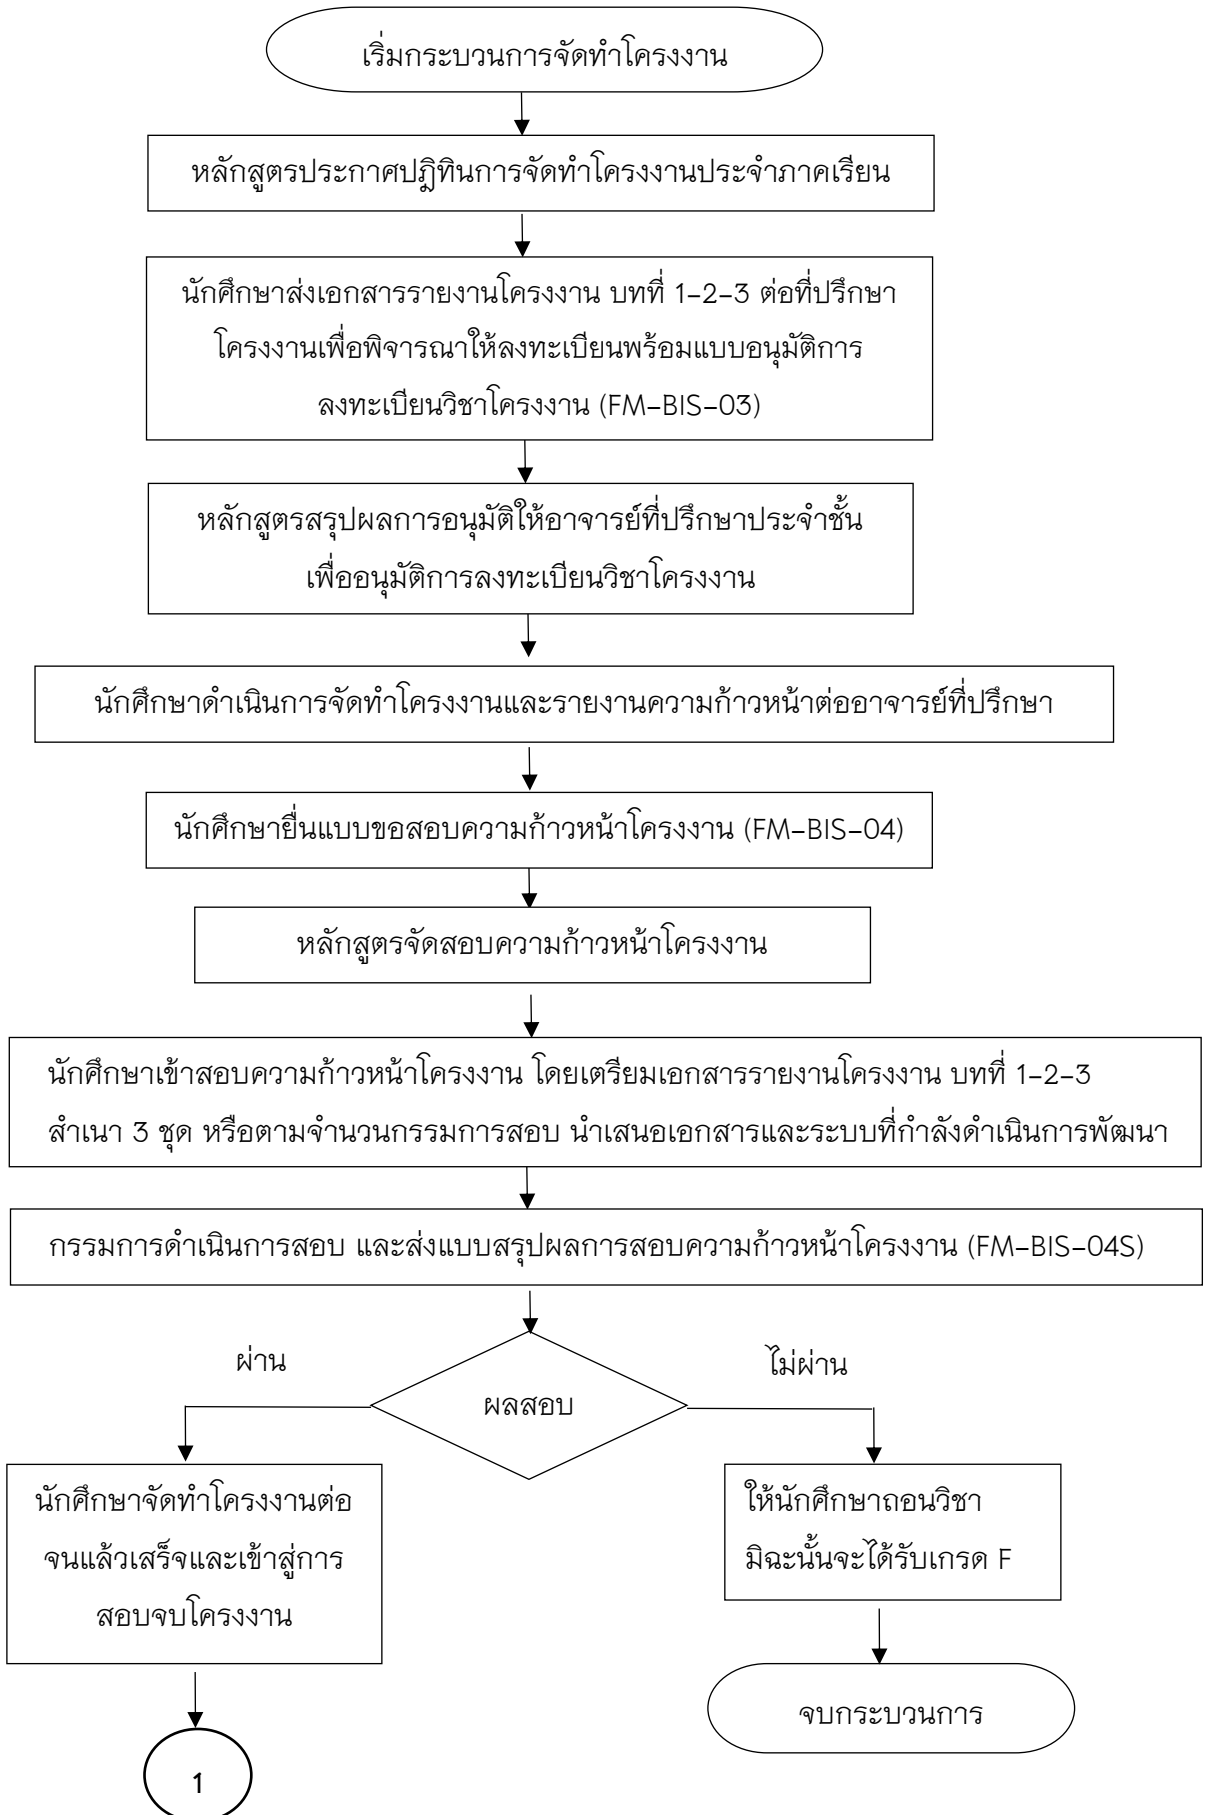 เริ่มกระบวนการจัดทำโครงงาน
หลักสูตรประกาศปฎิทินการจัดทำโครงงานประจำภาคเรียน
นักศึกษาส่งเอกสารรายงานโครงงาน บทที่ 1-2-3 ต่อที่ปรึกษา
โครงงานเพื่อพิจารณาให้ลงทะเบียนพร้อมแบบอนุมัติการ
ลงทะเบียนวิชาโครงงาน (FM-BIS-03)
หลักสูตรสรุปผลการอนุมัติให้อาจารย์ที่ปรึกษาประจำชั้น
เพื่ออนุมัติการลงทะเบียนวิชาโครงงาน
นักศึกษาดำเนินการจัดทำโครงงานและรายงานความก้าวหน้าต่ออาจารย์ที่ปรึกษา
นักศึกษายื่นแบบขอสอบความก้าวหน้าโครงงาน (FM-BIS-04)
หลักสูตรจัดสอบความก้าวหน้าโครงงาน
นักศึกษาเข้าสอบความก้าวหน้าโครงงาน โดยเตรียมเอกสารรายงานโครงงาน บทที่ 1-2-3
สำเนา 3 ชุด หรือตามจำนวนกรรมการสอบ นำเสนอเอกสารและระบบที่กำลังดำเนินการพัฒนา
กรรมการดำเนินการสอบ และส่งแบบสรุปผลการสอบความก้าวหน้าโครงงาน (FM-BIS-04S)
ผ่าน
ไม่ผ่าน
ผลสอบ
นักศึกษาจัดทำโครงงานต่อ
จนแล้วเสร็จและเข้าสู่การ
สอบจบโครงงาน
ให้นักศึกษาถอนวิชา
มิฉะนั้นจะได้รับเกรด F
จบกระบวนการ
1